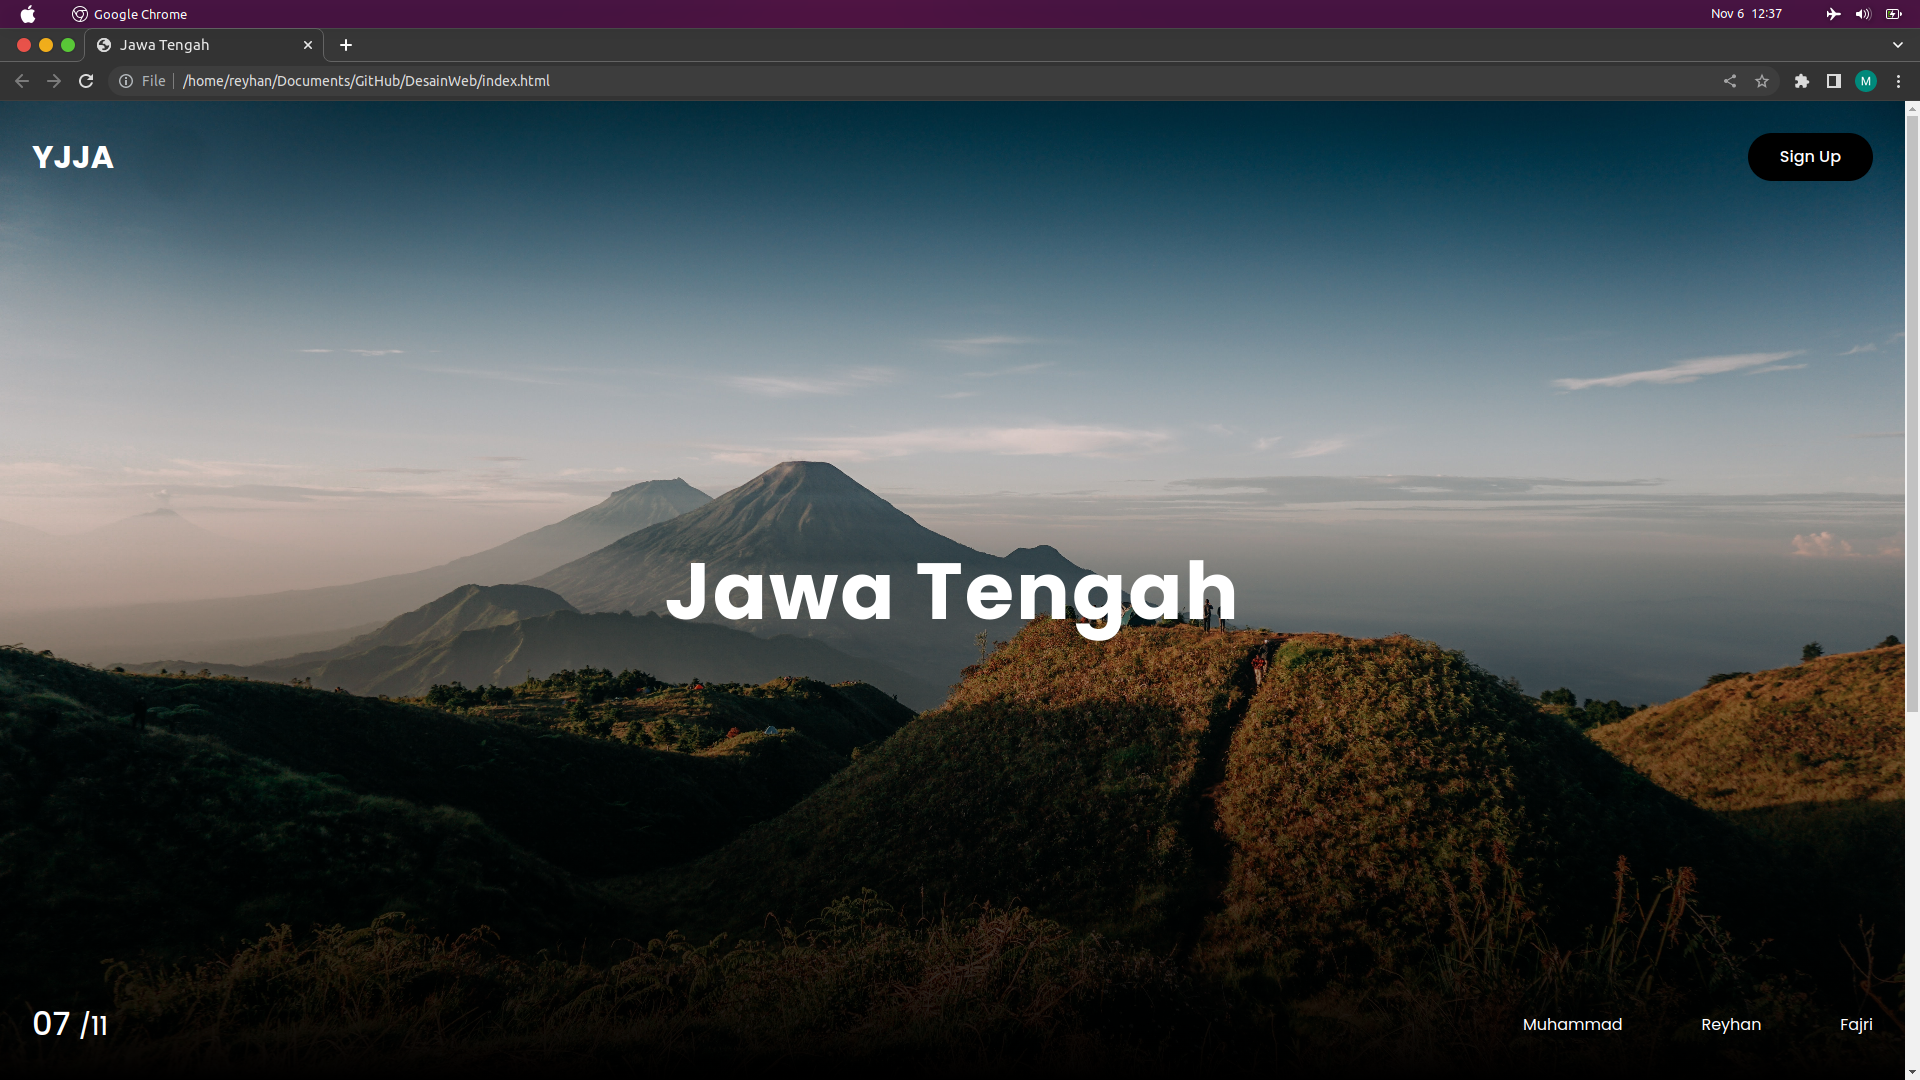 Google Chrome
Nov 6 12:37
Jawa Tengah
File /home/reyhan/Documents/GitHub/DesainWeb/index.html
M
YJJA
Sign Up
Jawa Tengah
07 /11
Muhammad Reyhan Fajri